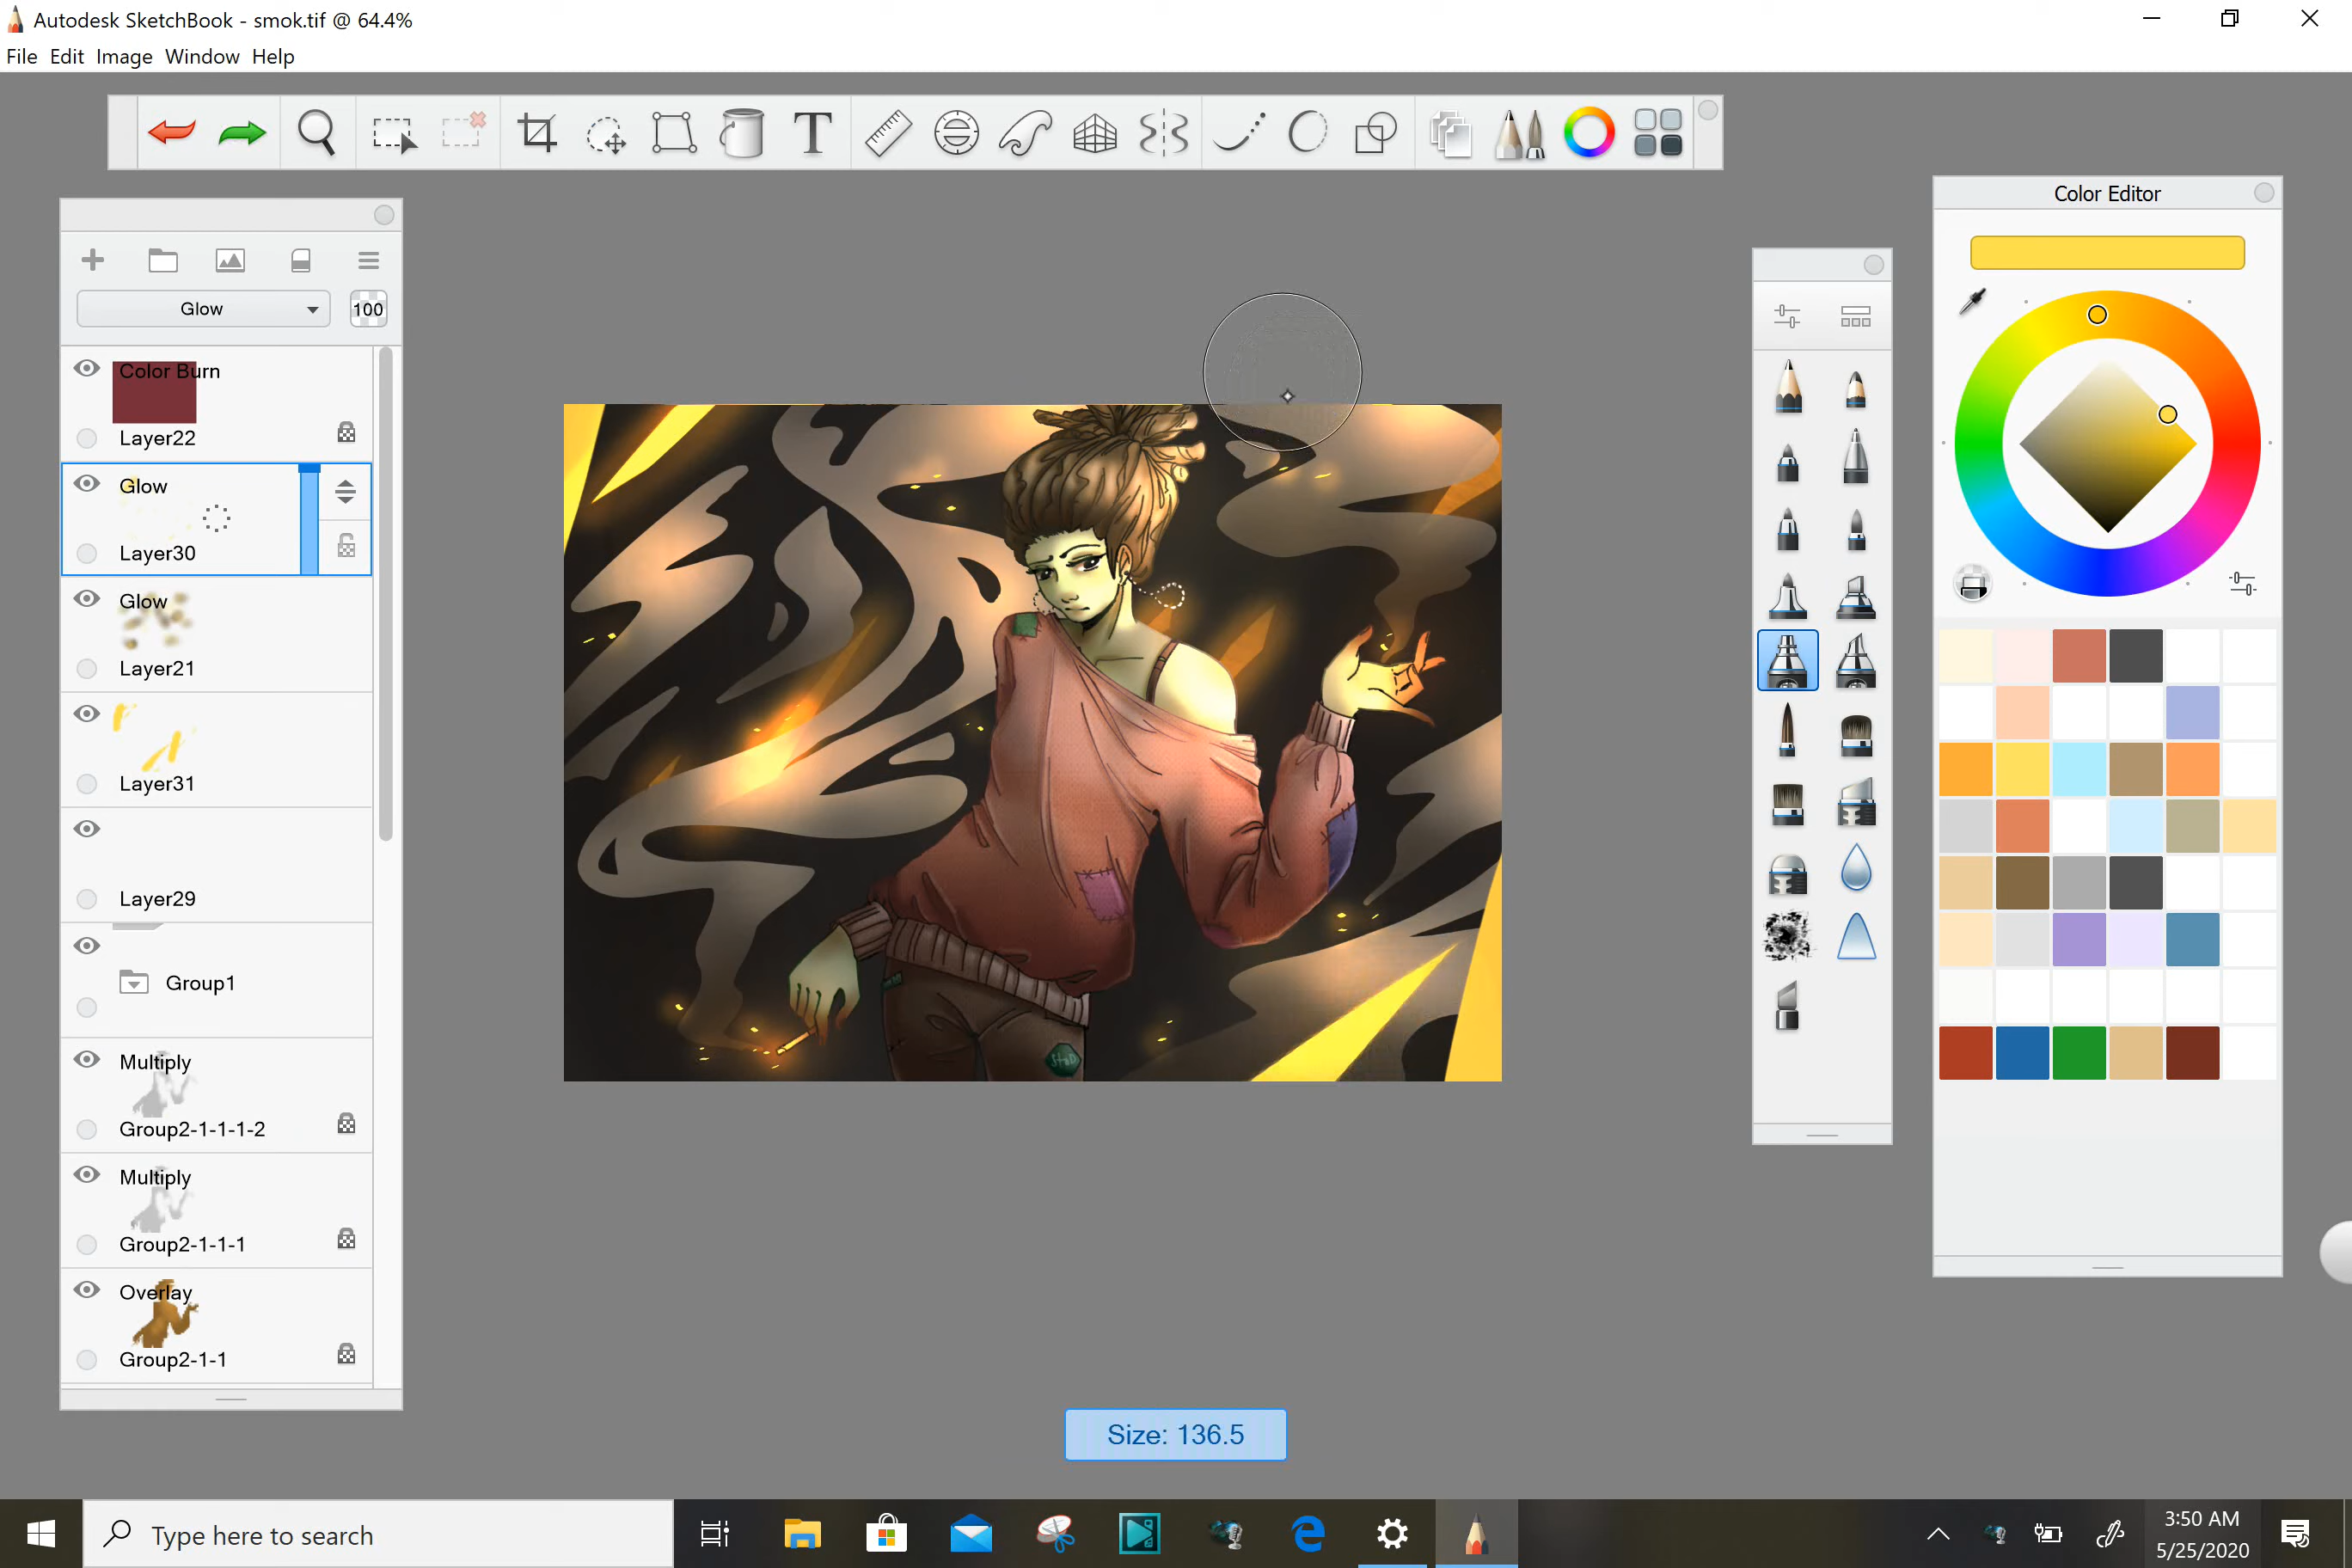 Autodesk SketchBook - smok.tif @ 64.4%
File Edit Image Window Help
T
Color Editor
Glow 100
Color Burn
Layer22
Glow
Layer30
Glow
Layer21
Layer31
Layer29
Group1
Multiply
Group2-1-1-1-2
Multiply
Group2-1-1-1
Overlay
Group2-1-1
Size: 136.5
Type here to search
3:50 AM
5/25/2020